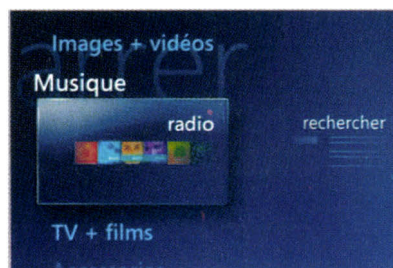 Images + vidéos
Musique
radio
rechercher
TV + films